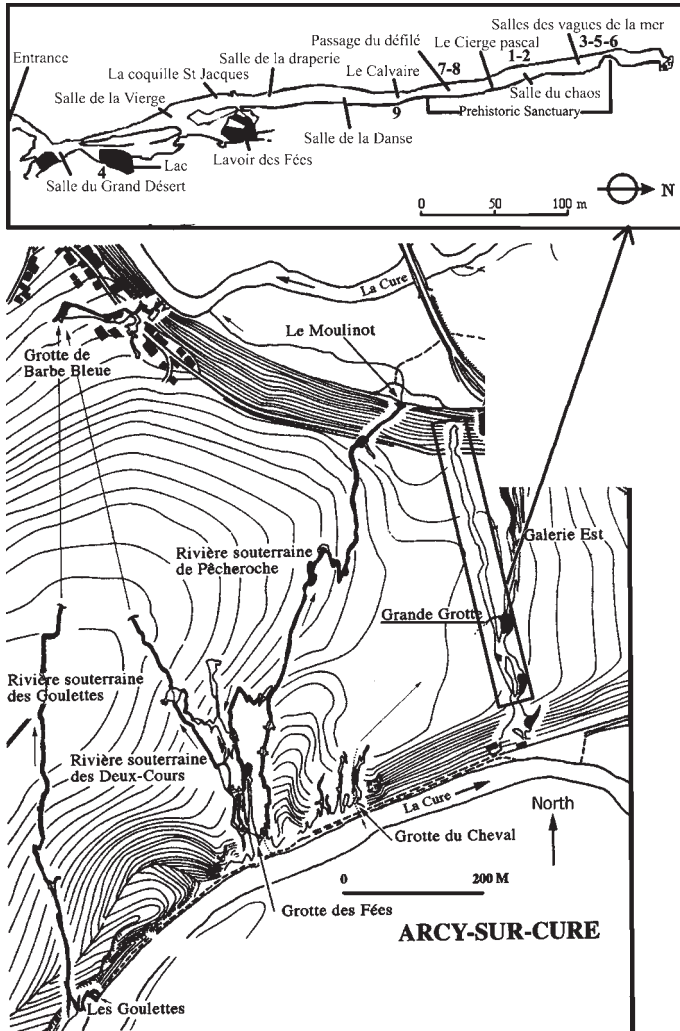 Salles des vagues de la mer
Passage du défilé
Le Cierge pascal
3-5-6
1-2
Salle de la draperie
7-8
Entrance
La coquille St Jacques
Le Calvaire
Salle de la Vierge
Salle du chaos
9
Prehistoric Sanctuary
Salle de la Danse
Lavoir des Fées
Lac
4
Salle du Grand Désert
N
0 50 100 m
La Cure
Le Moulinot
Grotte de
Barbe Bleue
Galerie Est
Rivière souterraine
de Pêcheroche
Grande Grotte
Rivière souterraine
des Goulettes
Rivière souterraine
des Deux-Cours
La Cure
North
Grotte du Cheval
0 200 M
Grotte des Fées
ARCY-SUR-CURE
Les Goulettes